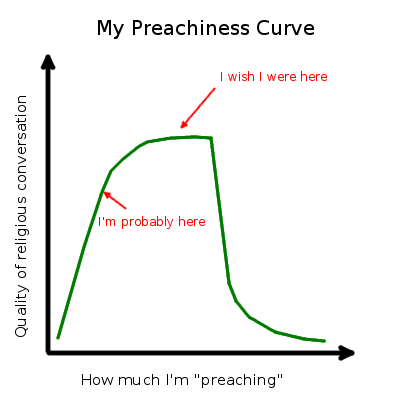 My Preachiness Curve
I wish I were here
I'm probably here
Quality of religious conversation
How much I'm "preaching"